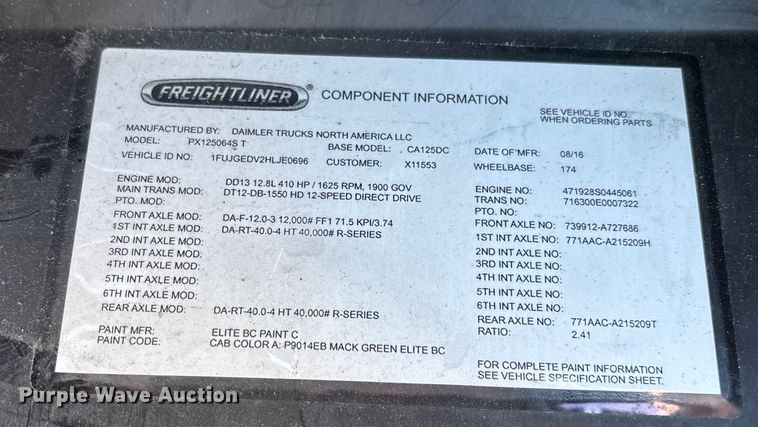 FREIGHTLINER® COMPONENT INFORMATION
SEE VEHICLE ID NO.
WHEN ORDERING PARTS
MANUFACTURED BY: DAIMLER TRUCKS NORTH AMERICA LLC
MODEL: PX125064S T BASE MODEL: CA125DC DATE OF MFR: 08/16
VEHICLE ID NO: 1FUJGEDV2HLJE0696 CUSTOMER: X11553 WHEELBASE: 174
ENGINE MOD: DD13 12.8L 410 HP / 1625 RPM, 1900 GOV ENGINE NO: 471928S0445061
MAIN TRANS MOD: DT12-DB-1550 HD 12-SPEED DIRECT DRIVE TRANS NO: 716300E0007322
PTO. MOD: PTO. NO:
FRONT AXLE MOD: DA-F-12.0-3 12,000# FF1 71.5 KPI/3.74 FRONT AXLE NO: 739912-A727686
1ST INT AXLE MOD: DA-RT-40.0-4 HT 40,000# R-SERIES 1ST INT AXLE NO: 771AAC-A215209H
2ND INT AXLE MOD: 2ND INT AXLE NO:
3RD INT AXLE MOD: 3RD INT AXLE NO:
4TH INT AXLE MOD: 4TH INT AXLE NO:
5TH INT AXLE MOD: 5TH INT AXLE NO:
6TH INT AXLE MOD: 6TH INT AXLE NO:
REAR AXLE MOD: DA-RT-40.0-4 HT 40,000# R-SERIES REAR AXLE NO: 771AAC-A215209T
RATIO: 2.41
PAINT MFR: ELITE BC PAINT C
PAINT CODE: CAB COLOR A: P9014EB MACK GREEN ELITE BC
FOR COMPLETE PAINT INFORMATION
SEE VEHICLE SPECIFICATION SHEET.
Purple Wave Auction